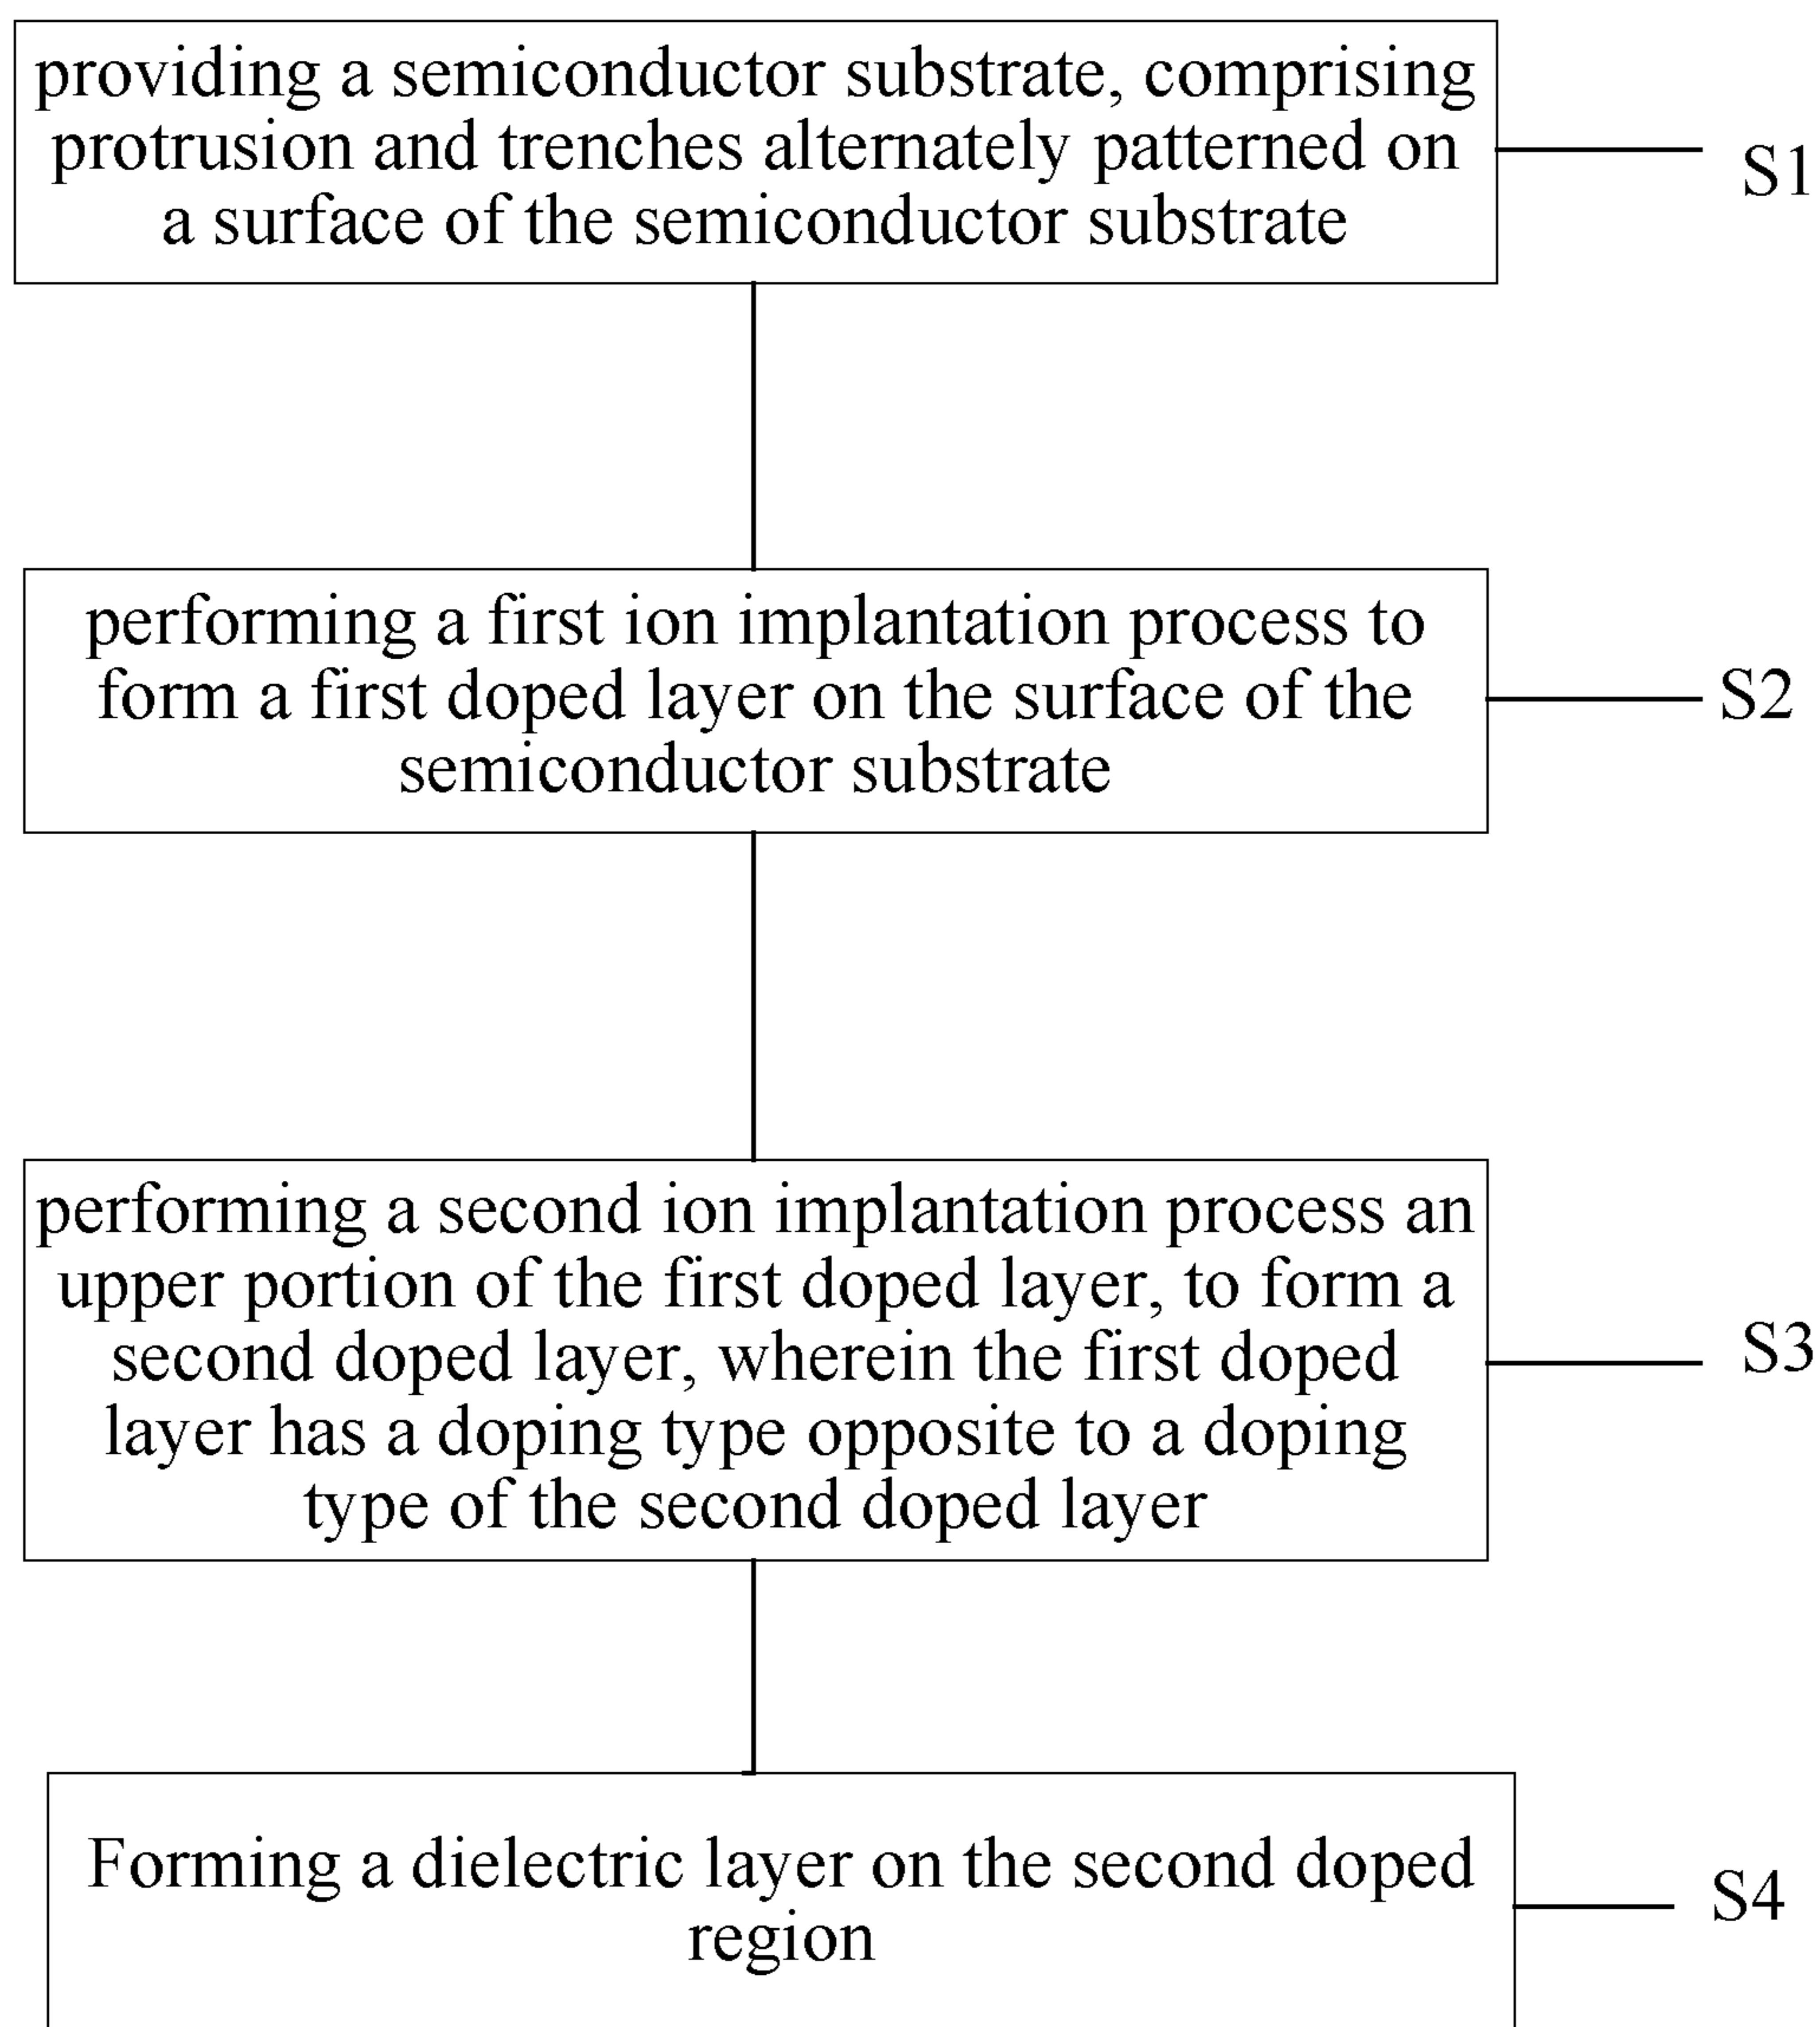 providing a semiconductor substrate, comprising
protrusion and trenches alternately patterned on
a surface of the semiconductor substrate
S1
performing a first ion implantation process to
form a first doped layer on the surface of the
semiconductor substrate
S2
performing a second ion implantation process an
upper portion of the first doped layer, to form a
second doped layer, wherein the first doped
layer has a doping type opposite to a doping
type of the second doped layer
S3
Forming a dielectric layer on the second doped
region
S4